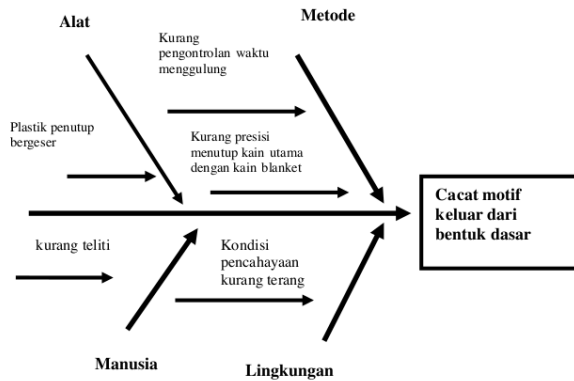 Alat
Metode
Kurang
pengontrolan waktu
menggulung
Plastik penutup
bergeser
Kurang presisi
menutup kain utama
dengan kain blanket
Cacat motif
keluar dari
bentuk dasar
kurang teliti
Kondisi
pencahayaan
kurang terang
Manusia
Lingkungan